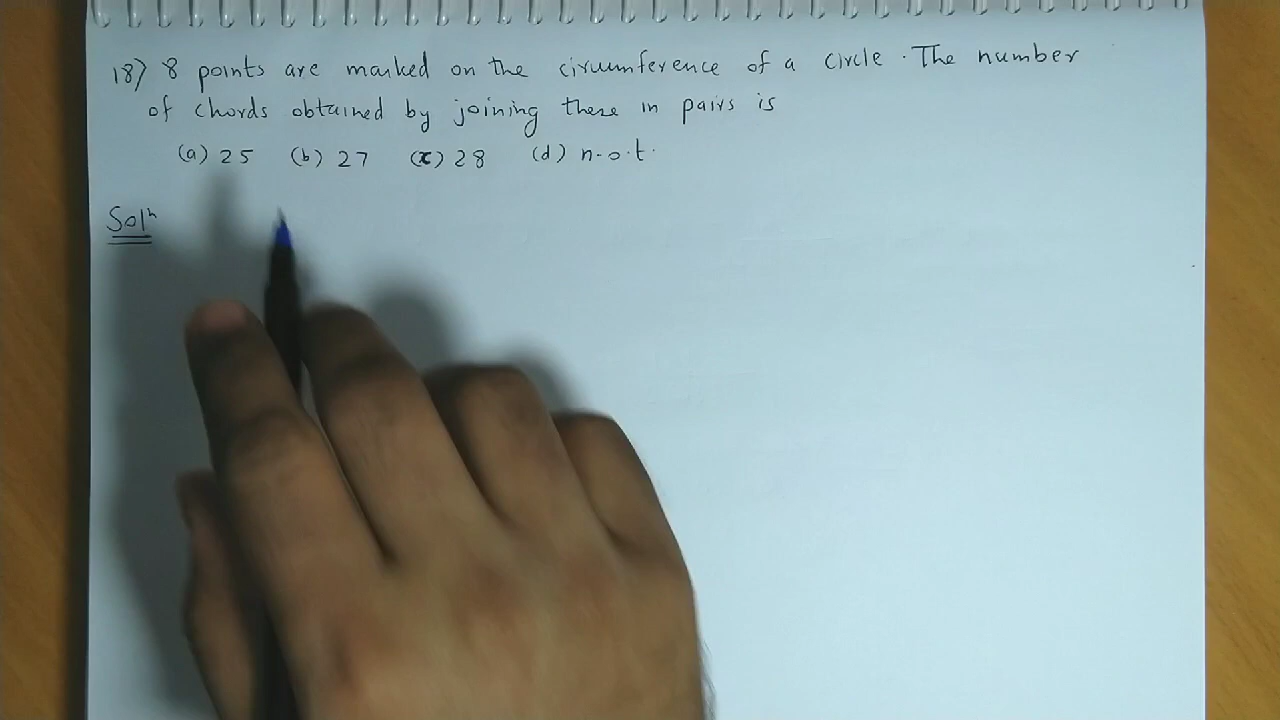 18) 8 points are marked on the circumference of a circle. The number
of chords obtained by joining these in pairs is
(a) 25 (b) 27 (c) 28 (d) n.o.t.
Solⁿ